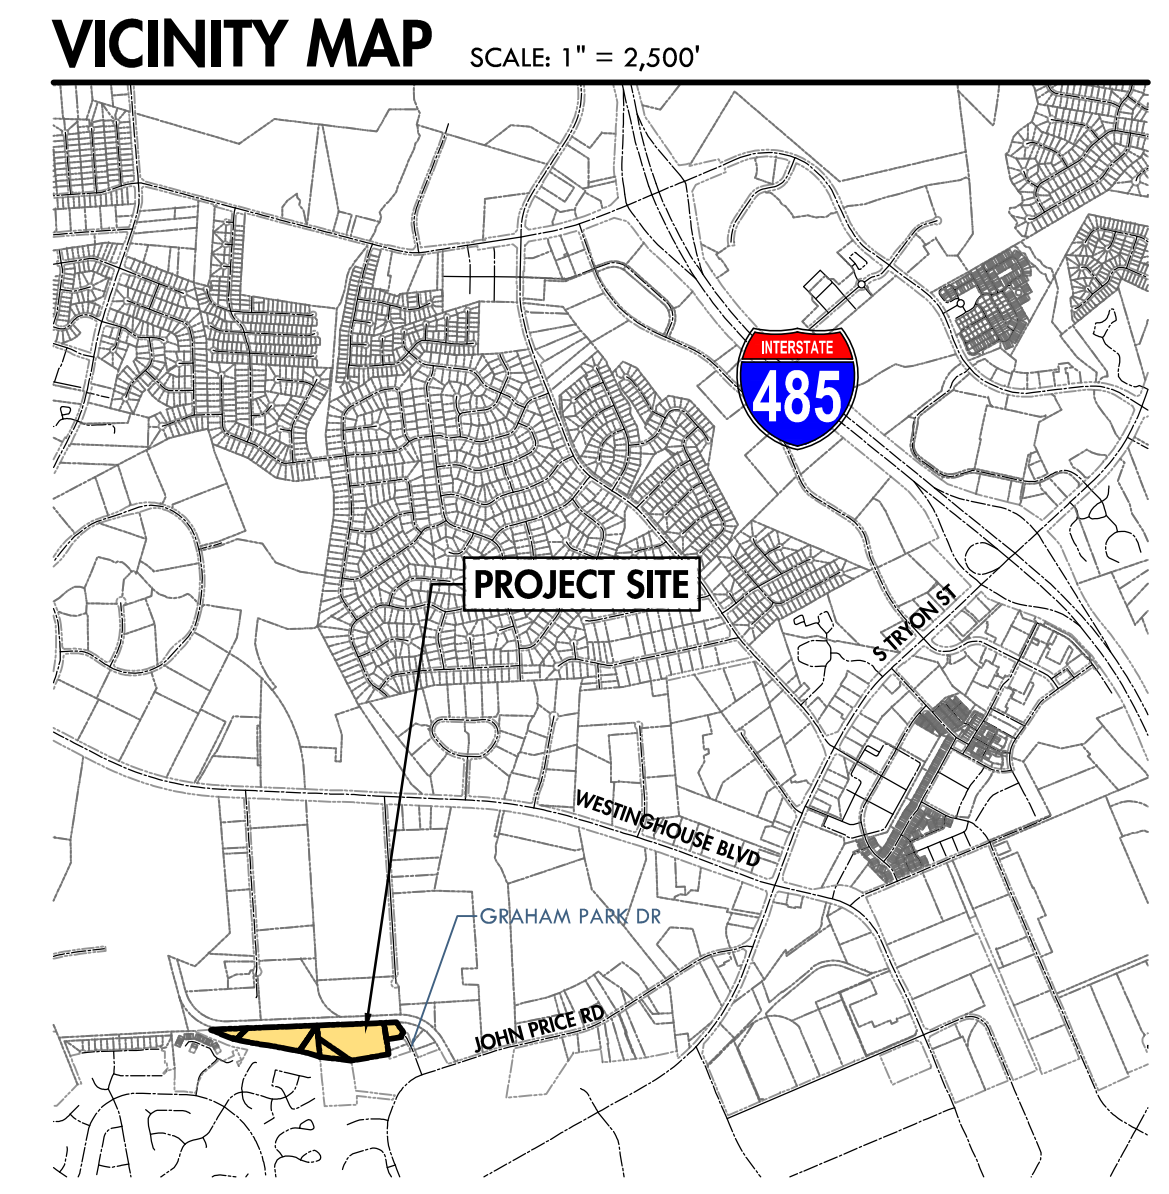 VICINITY MAP SCALE: 1" = 2,500'
INTERSTATE
485
PROJECT SITE
S TRYON ST
WESTINGHOUSE BLVD
GRAHAM PARK DR
JOHN PRICE RD